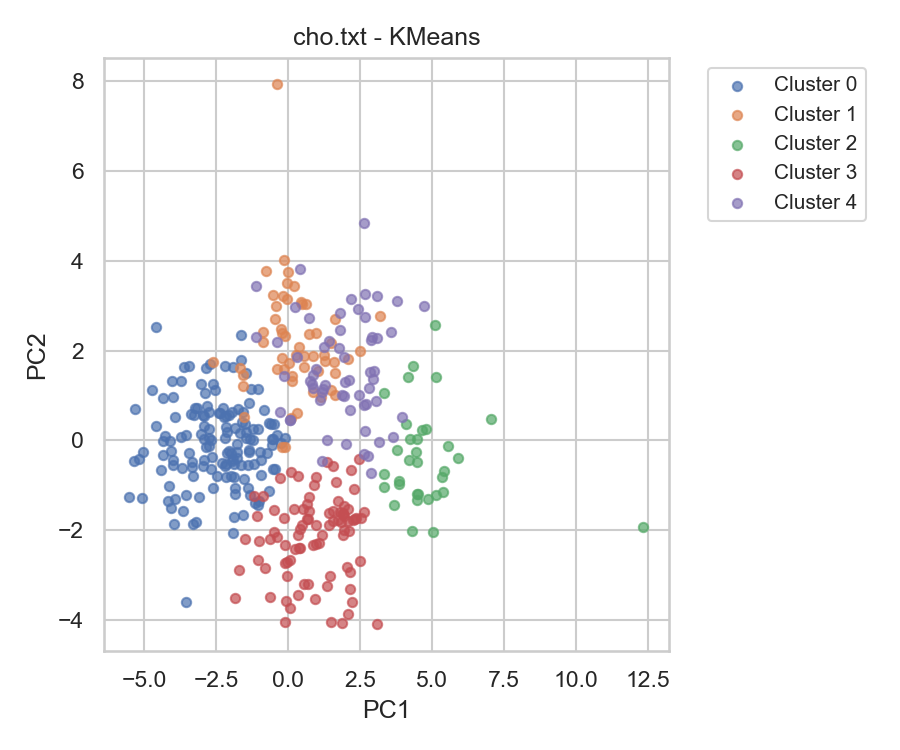 cho.txt - KMeans
Cluster 0
Cluster 1
Cluster 2
Cluster 3
Cluster 4
8
6
4
2
0
−2
−4
PC2
−5.0 −2.5 0.0 2.5 5.0 7.5 10.0 12.5
PC1